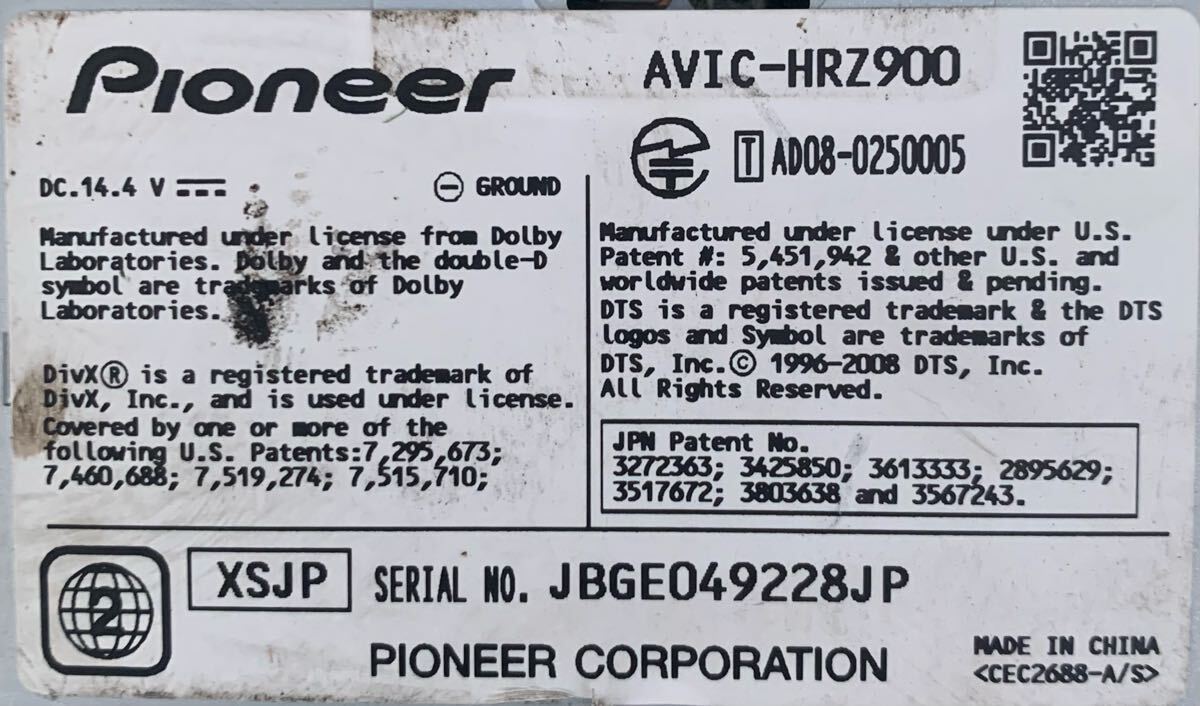 Pioneer
AVIC-HRZ900
T AD08-0250005
DC.14.4 V
GROUND
Manufactured under license from Dolby
Laboratories. Dolby and the double-D
symbol are trademarks of Dolby
Laboratories.
DivX® is a registered trademark of
DivX, Inc., and is used under license.
Covered by one or more of the
following U.S. Patents:7,295,673;
7,460,688; 7,519,274; 7,515,710;
Manufactured under license under U.S.
Patent #: 5,451,942 & other U.S. and
worldwide patents issued & pending.
DTS is a registered trademark & the DTS
logos and Symbol are trademarks of
DTS, Inc.© 1996-2008 DTS, Inc.
All Rights Reserved.
JPN Patent No.
3272363; 3425850; 3613333; 2895629;
3517672; 3803638 and 3567243.
2
XSJP
SERIAL NO. JBGE049228JP
PIONEER CORPORATION
MADE IN CHINA
<CEC2688-A/S>